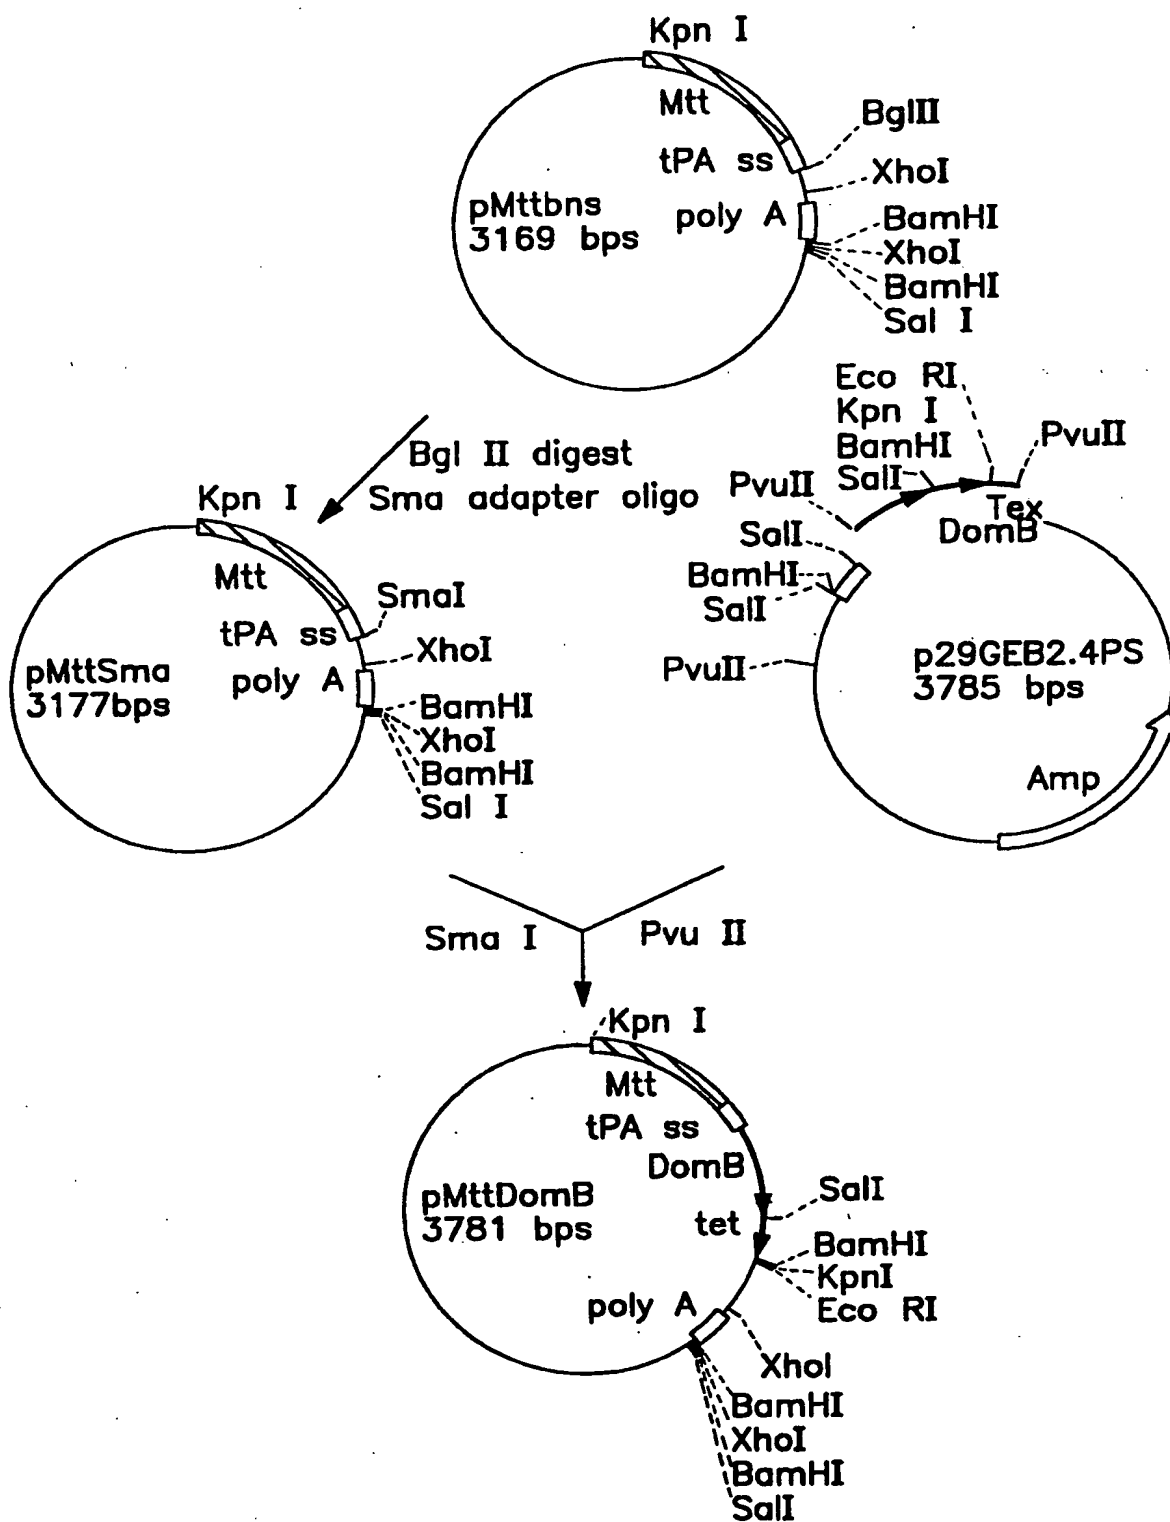 Kpn I
Mtt
tPA ss
BglII
XhoI
pMttbns
3169 bps
poly A
BamHI
XhoI
BamHI
Sal I
Bgl II digest
Sma adapter oligo
Kpn I
Mtt
tPA ss
SmaI
XhoI
pMttSma
3177bps
poly A
BamHI
XhoI
BamHI
Sal I
Eco RI
Kpn I
BamHI
SalI
PvuII
PvuII
Tex
DomB
SalI
BamHI
SalI
PvuII
p29GEB2.4PS
3785 bps
Amp
Sma I
Pvu II
Kpn I
Mtt
tPA ss
DomB
pMttDomB
3781 bps
tet
SalI
BamHI
KpnI
Eco RI
poly A
XhoI
BamHI
XhoI
BamHI
SalI